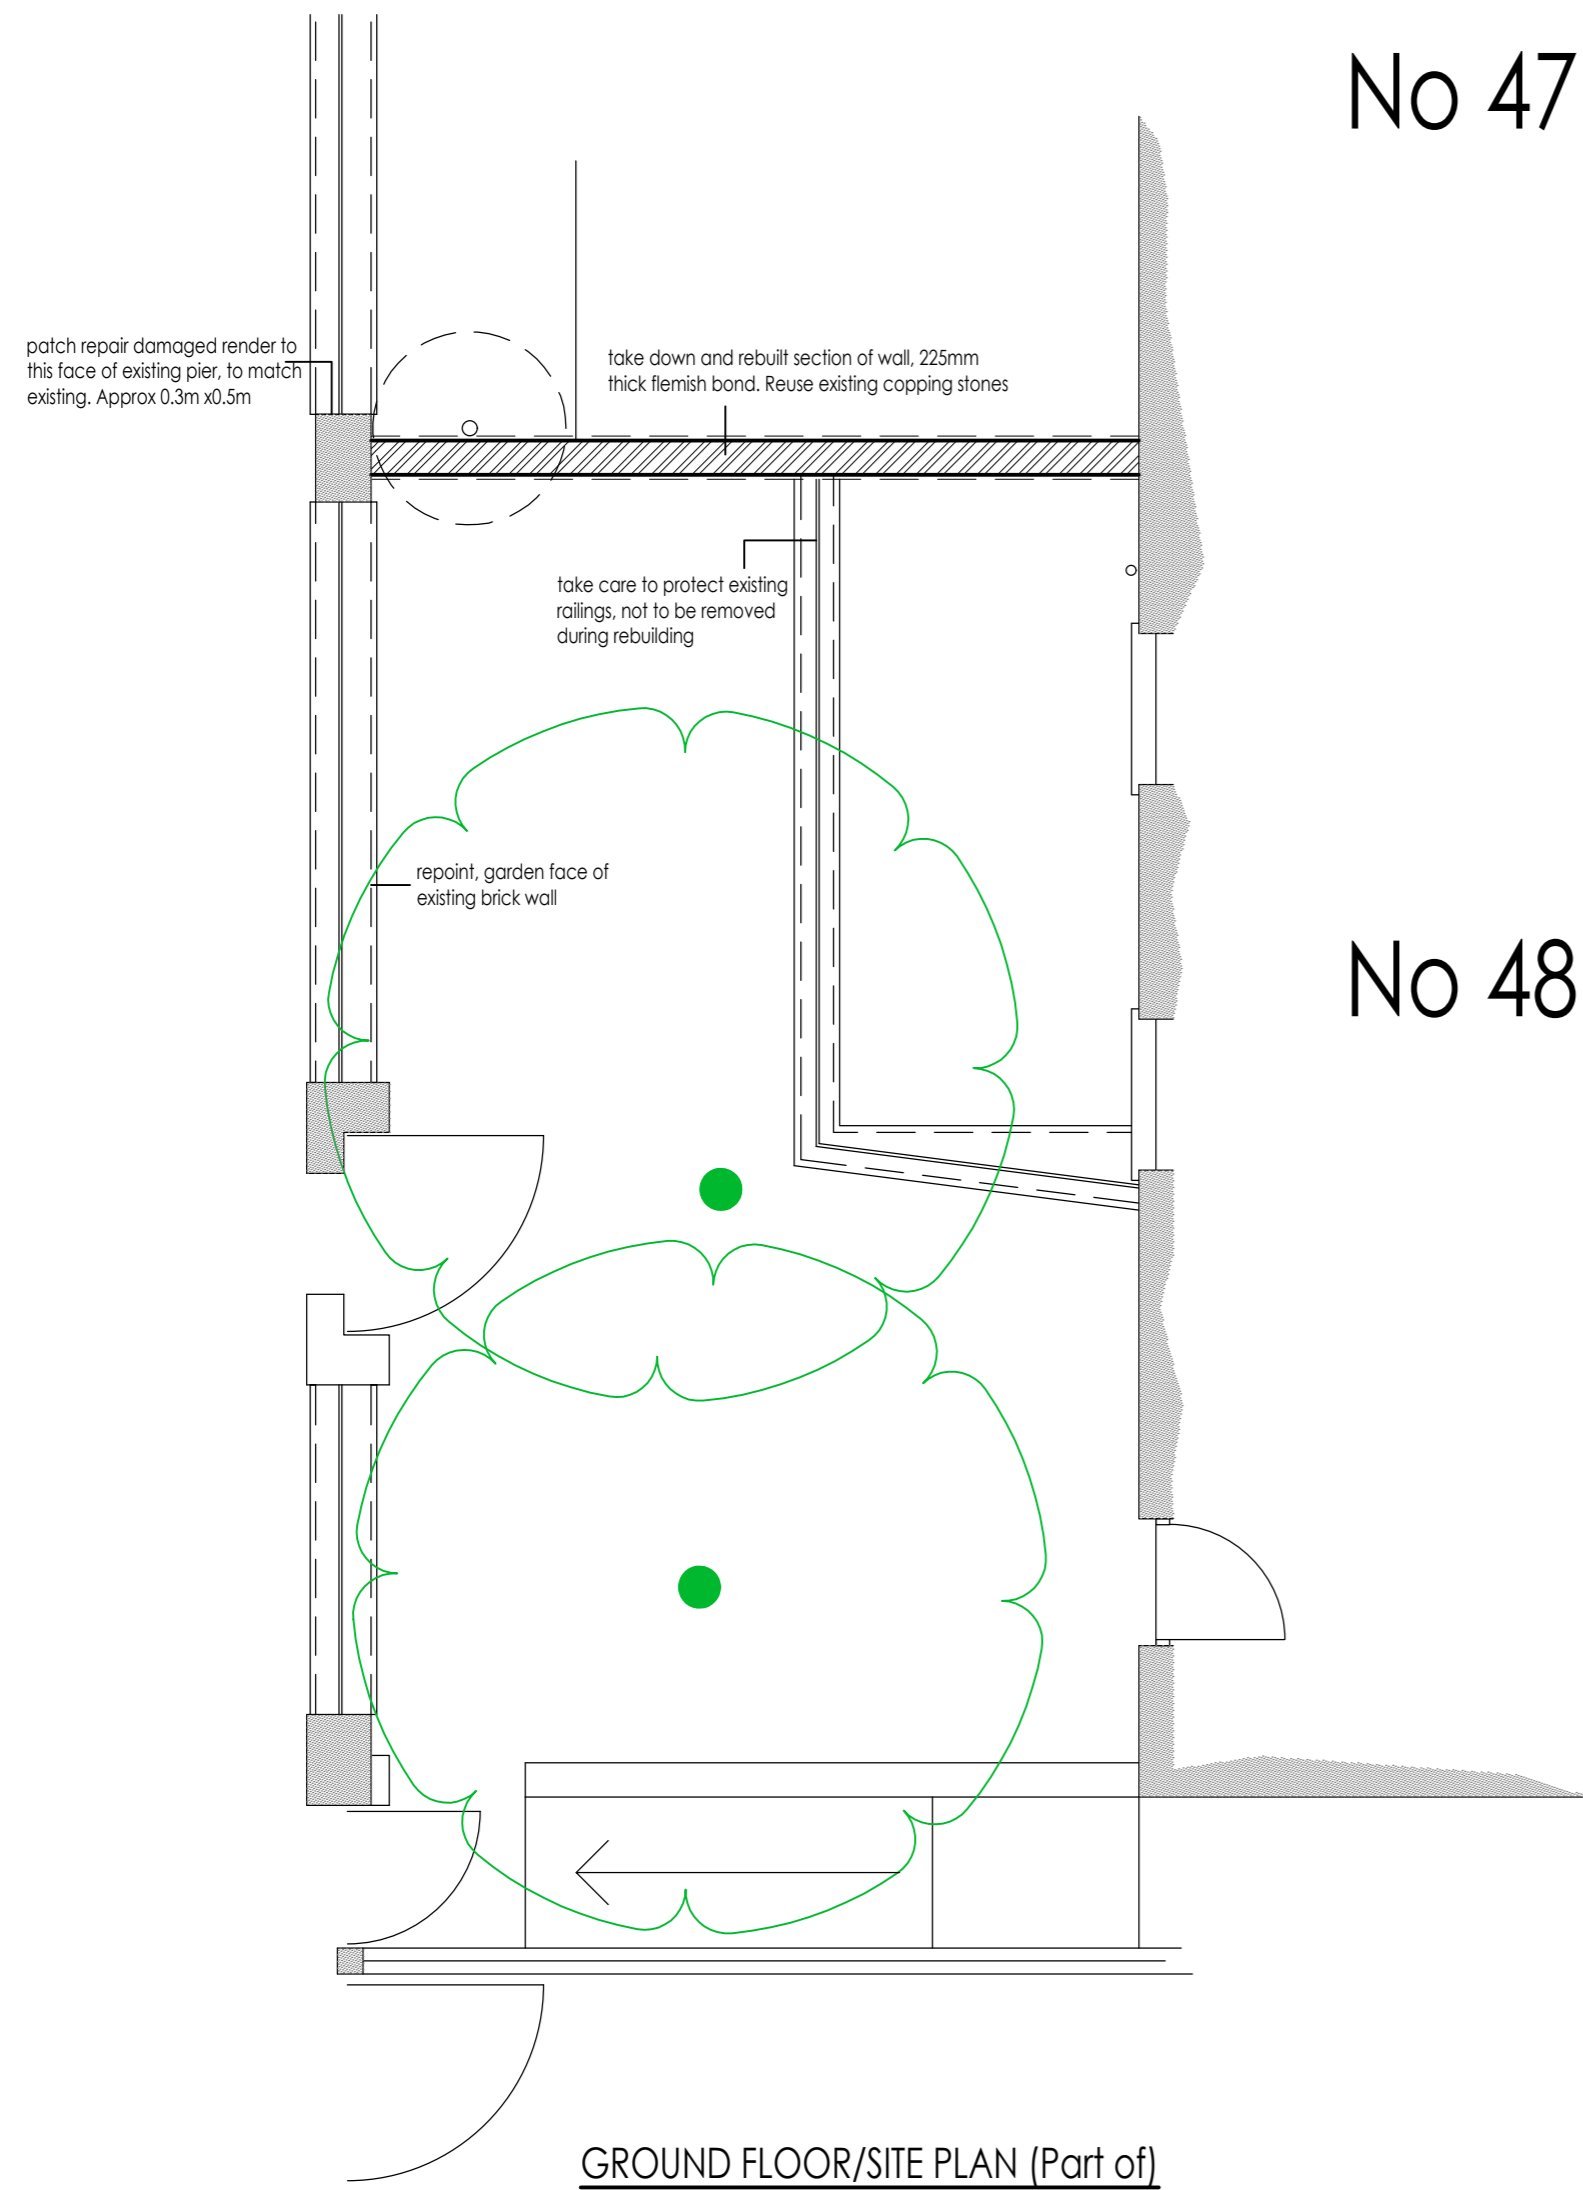 No 47
patch repair damaged render to
this face of existing pier, to match
existing. Approx 0.3m x0.5m
take down and rebuilt section of wall, 225mm
thick flemish bond. Reuse existing copping stones
take care to protect existing
railings, not to be removed
during rebuilding
repoint, garden face of
existing brick wall
No 48
GROUND FLOOR/SITE PLAN (Part of)